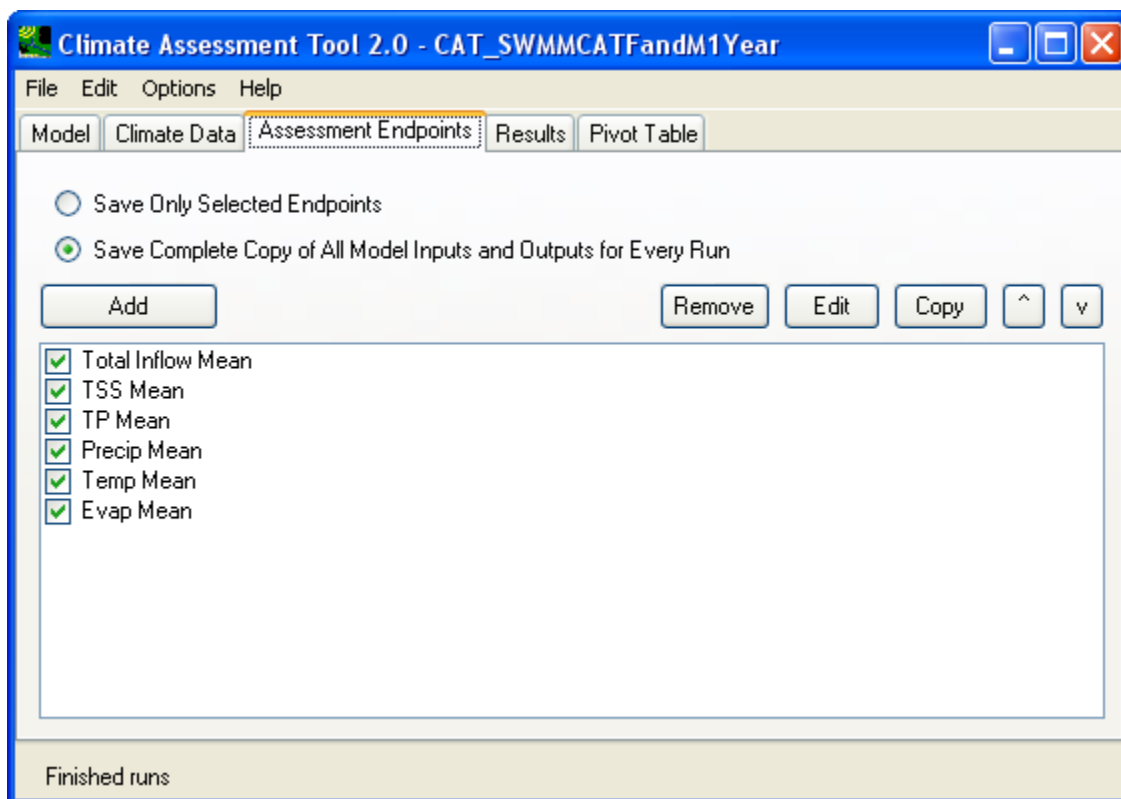 Climate Assessment Tool 2.0 - CAT_SWMMCATFandM1Year
File Edit Options Help
Model Climate Data Assessment Endpoints Results Pivot Table
Save Only Selected Endpoints
Save Complete Copy of All Model Inputs and Outputs for Every Run
Add Remove Edit Copy ^ v
Total Inflow Mean
TSS Mean
TP Mean
Precip Mean
Temp Mean
Evap Mean
Finished runs